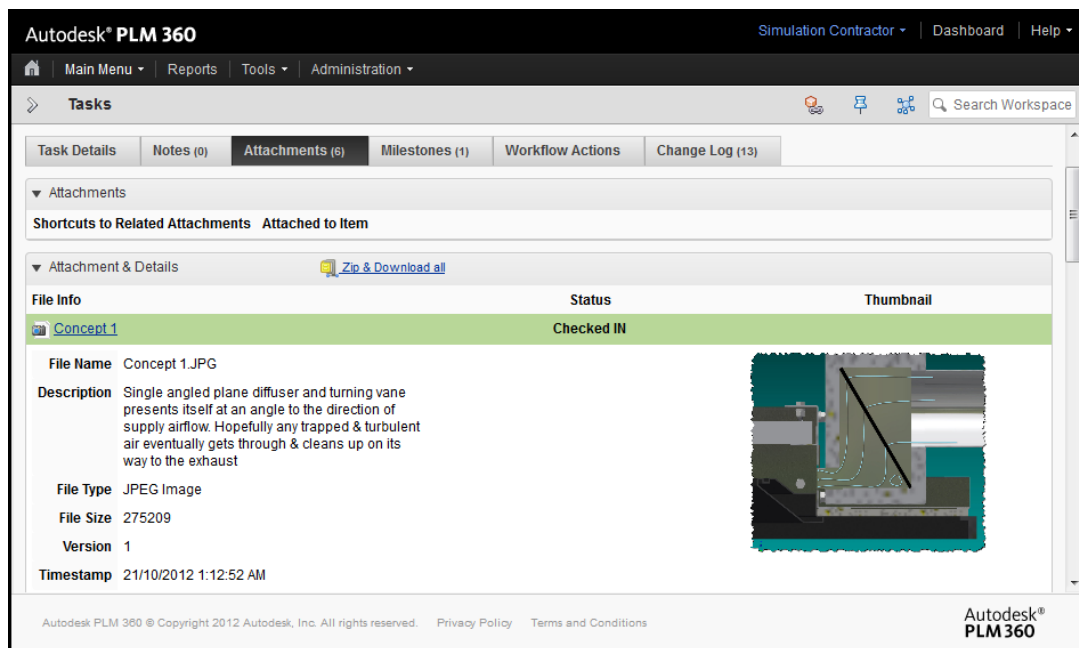 Autodesk® PLM 360
Simulation Contractor Dashboard Help
Main Menu Reports Tools Administration
Tasks Search Workspace
Task Details Notes (0) Attachments (6) Milestones (1) Workflow Actions Change Log (13)
Attachments
Shortcuts to Related Attachments Attached to Item
Attachment & Details Zip & Download all
File Info Status Thumbnail
Concept 1 Checked IN
File Name Concept 1.JPG
Description Single angled plane diffuser and turning vane
presents itself at an angle to the direction of
supply airflow. Hopefully any trapped & turbulent
air eventually gets through & cleans up on its
way to the exhaust
File Type JPEG Image
File Size 275209
Version 1
Timestamp 21/10/2012 1:12:52 AM
Autodesk PLM 360 © Copyright 2012 Autodesk, Inc. All rights reserved. Privacy Policy Terms and Conditions
Autodesk®
PLM 360